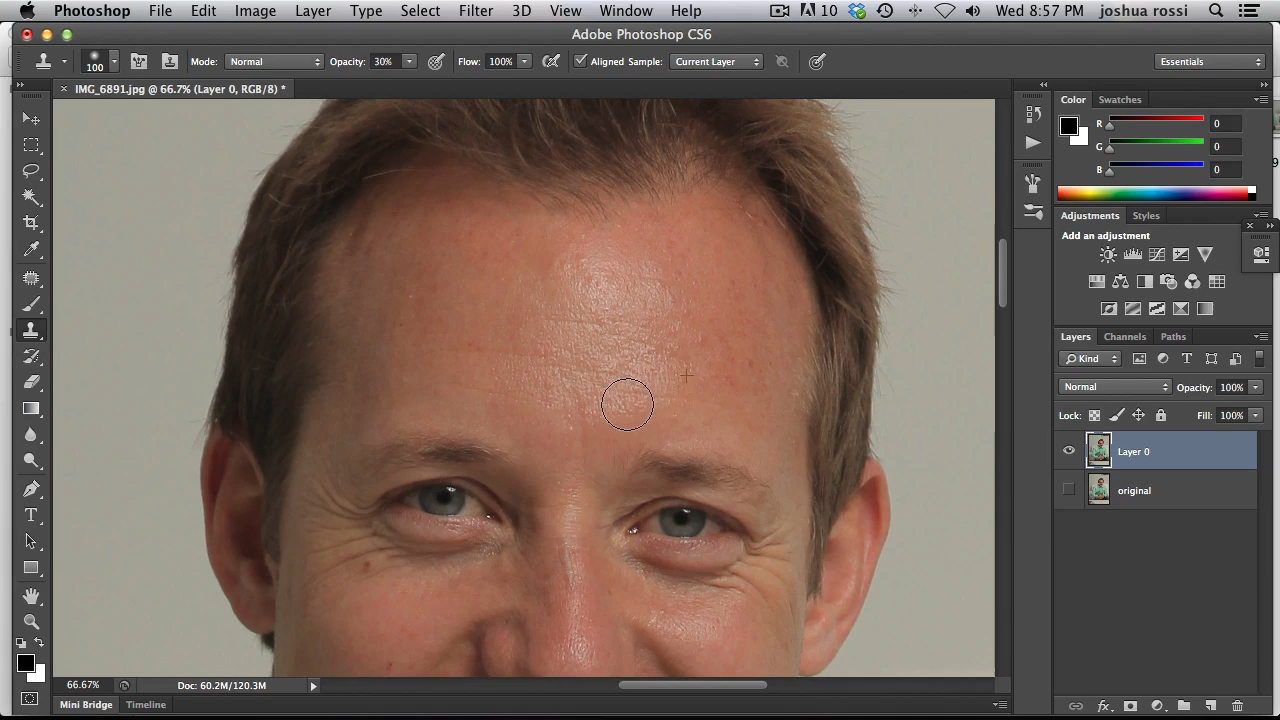 Photoshop File Edit Image Layer Type Select Filter 3D View Window Help 10 Wed 8:57 PM joshua rossi
Adobe Photoshop CS6
100 Mode: Normal Opacity: 30% Flow: 100% Aligned Sample: Current Layer Essentials
× IMG_6891.jpg @ 66.7% (Layer 0, RGB/8) *
Color Swatches
R 0
G 0
B 0
Adjustments Styles
Add an adjustment
Layers Channels Paths
Kind
Normal Opacity: 100%
Lock: Fill: 100%
Layer 0
original
66.67% Doc: 60.2M/120.3M
Mini Bridge Timeline